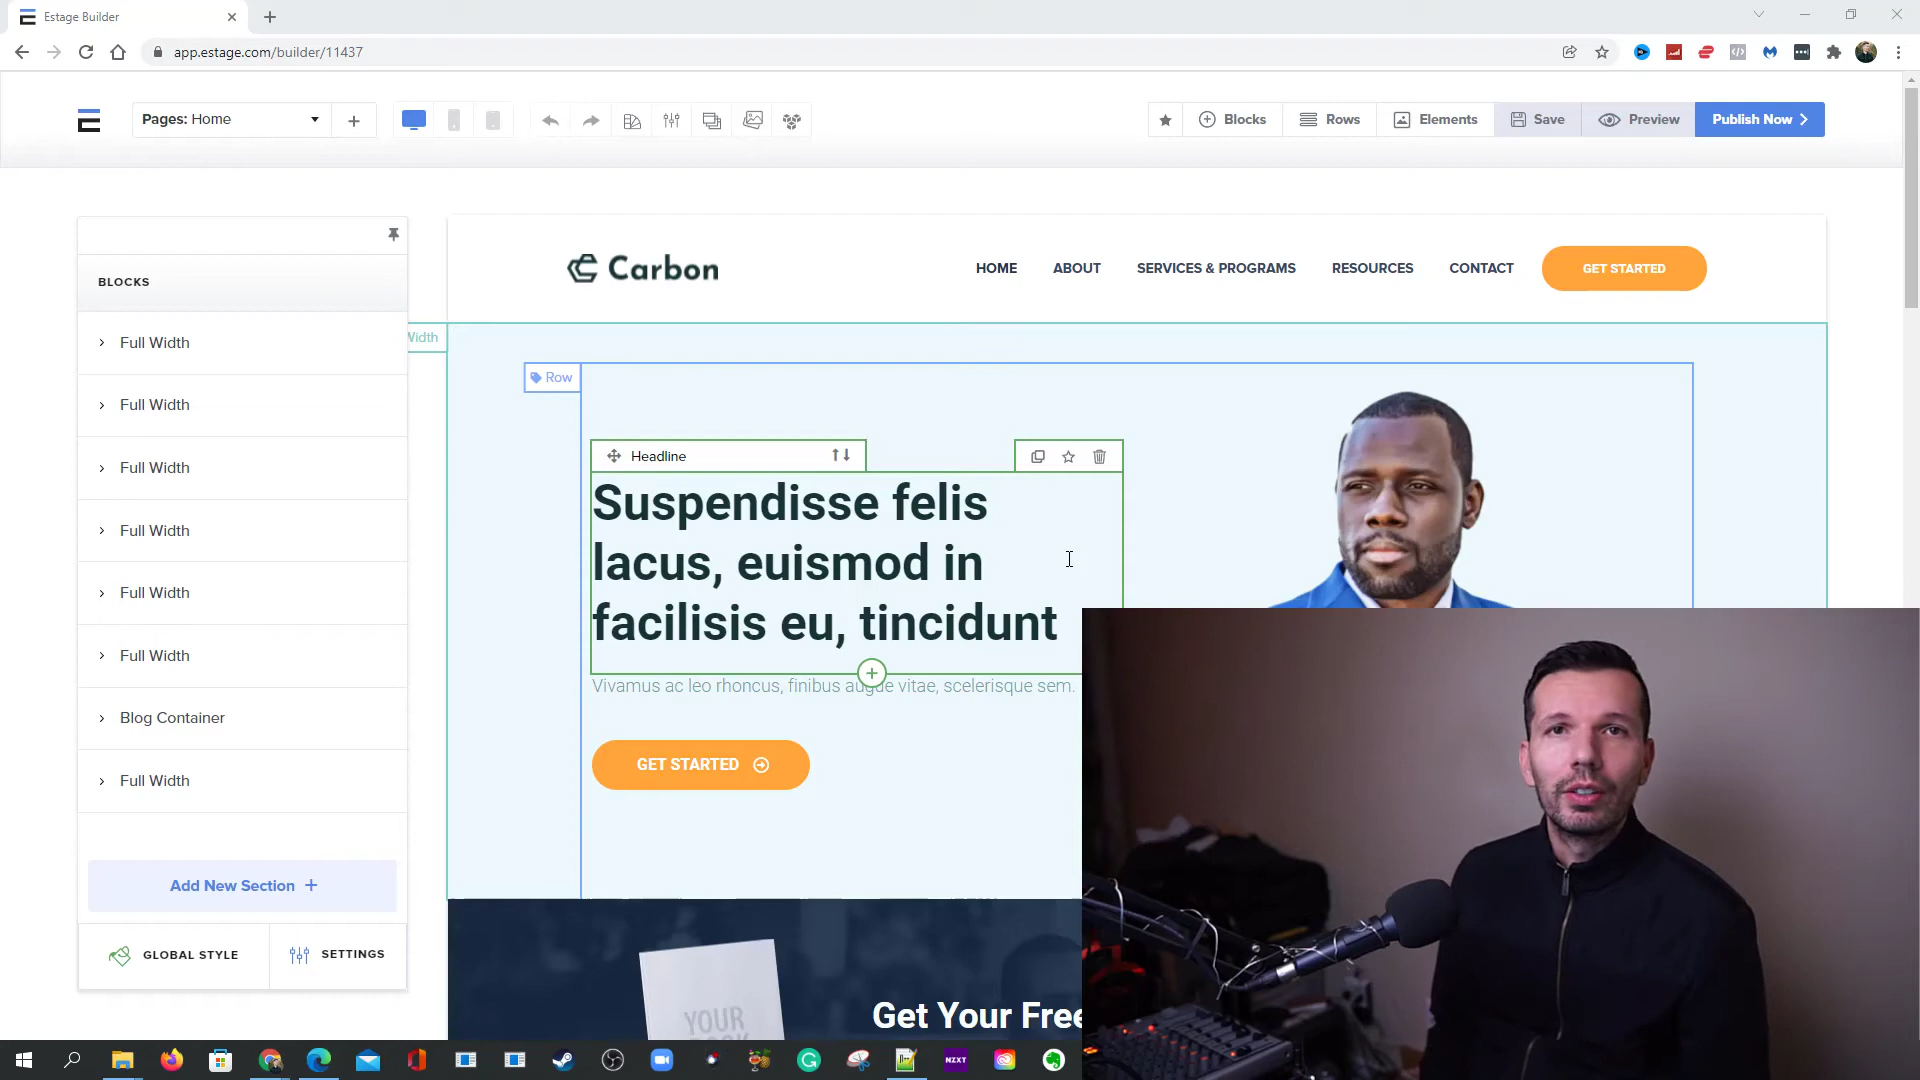 Estage Builder
app.estage.com/builder/11437
Pages: Home
Blocks
Rows
Elements
Save
Preview
Publish Now
BLOCKS
Full Width
Full Width
Full Width
Full Width
Full Width
Full Width
Blog Container
Full Width
Add New Section +
GLOBAL STYLE
SETTINGS
Carbon
HOME
ABOUT
SERVICES & PROGRAMS
RESOURCES
CONTACT
GET STARTED
Width
Row
Headline
Suspendisse felis
lacus, euismod in
facilisis eu, tincidunt
Vivamus ac leo rhoncus, finibus augue vitae, scelerisque sem.
GET STARTED
YOUR
Get Your Free
NZXT